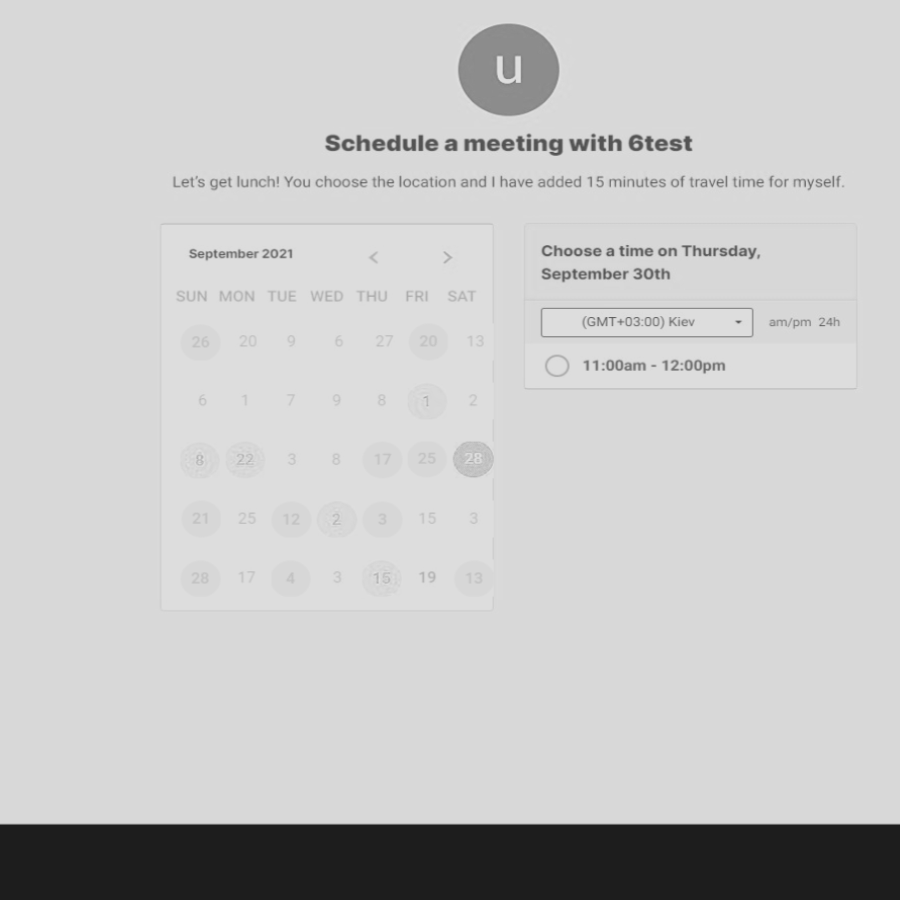 u
Schedule a meeting with 6test
Let's get lunch! You choose the location and I have added 15 minutes of travel time for myself.
September 2021 < >
SUN MON TUE WED THU FRI SAT
26 20 9 6 27 20 13
6 1 7 9 8 1 2
8 22 3 8 17 25 28
21 25 12 2 3 15 3
28 17 4 3 15 19 13
Choose a time on Thursday,
September 30th
(GMT+03:00) Kiev am/pm 24h
11:00am - 12:00pm